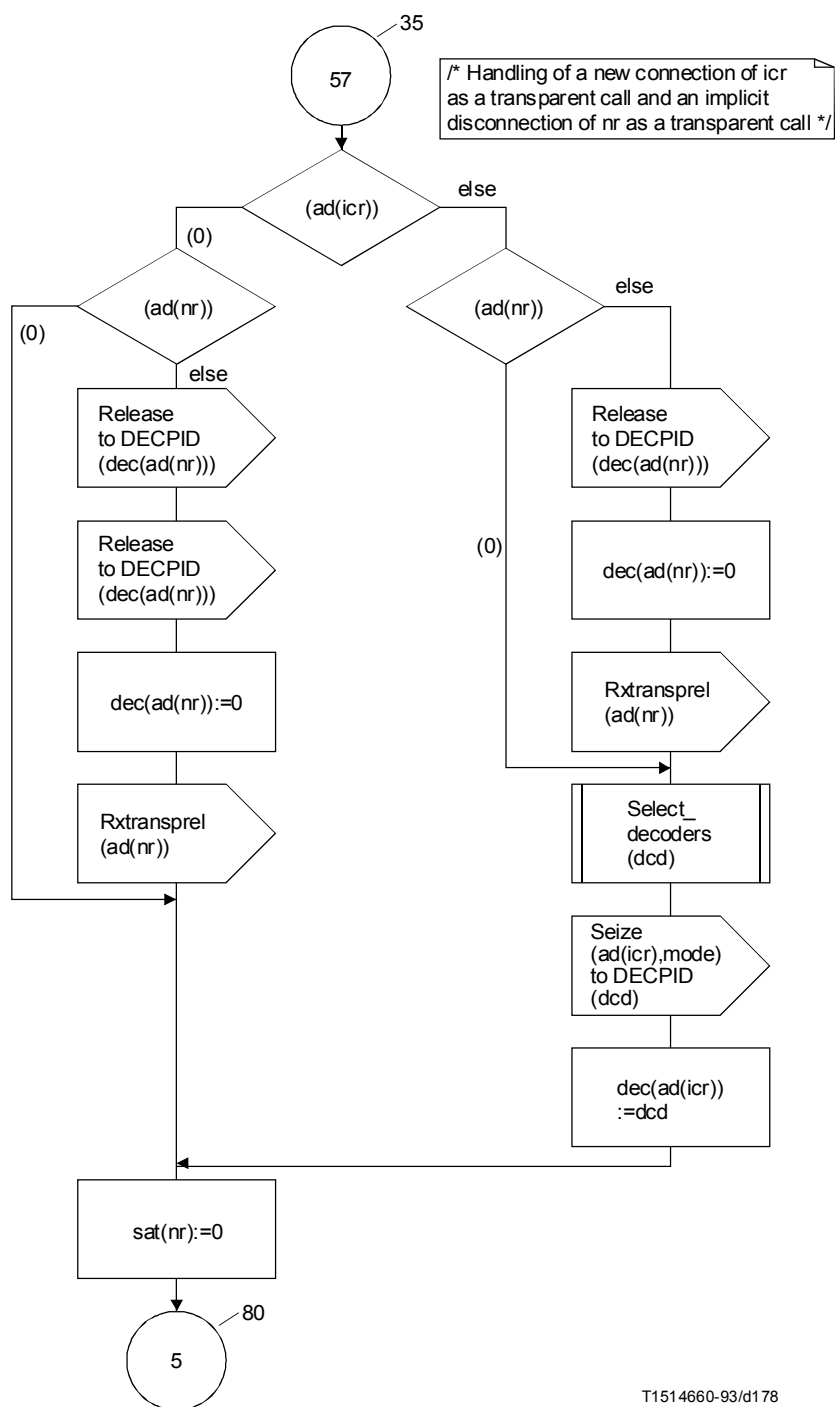 35
57
/* Handling of a new connection of icr
as a transparent call and an implicit
disconnection of nr as a transparent call */
(ad(icr))
else
(0)
(ad(nr))
(0)
else
(ad(nr))
else
(0)
Release
to DECPID
(dec(ad(nr)))
Release
to DECPID
(dec(ad(nr)))
dec(ad(nr)):=0
Rxtransprel
(ad(nr))
Release
to DECPID
(dec(ad(nr)))
dec(ad(nr)):=0
Rxtransprel
(ad(nr))
Select_
decoders
(dcd)
Seize
(ad(icr),mode)
to DECPID
(dcd)
dec(ad(icr))
:=dcd
sat(nr):=0
80
5
T1514660-93/d178